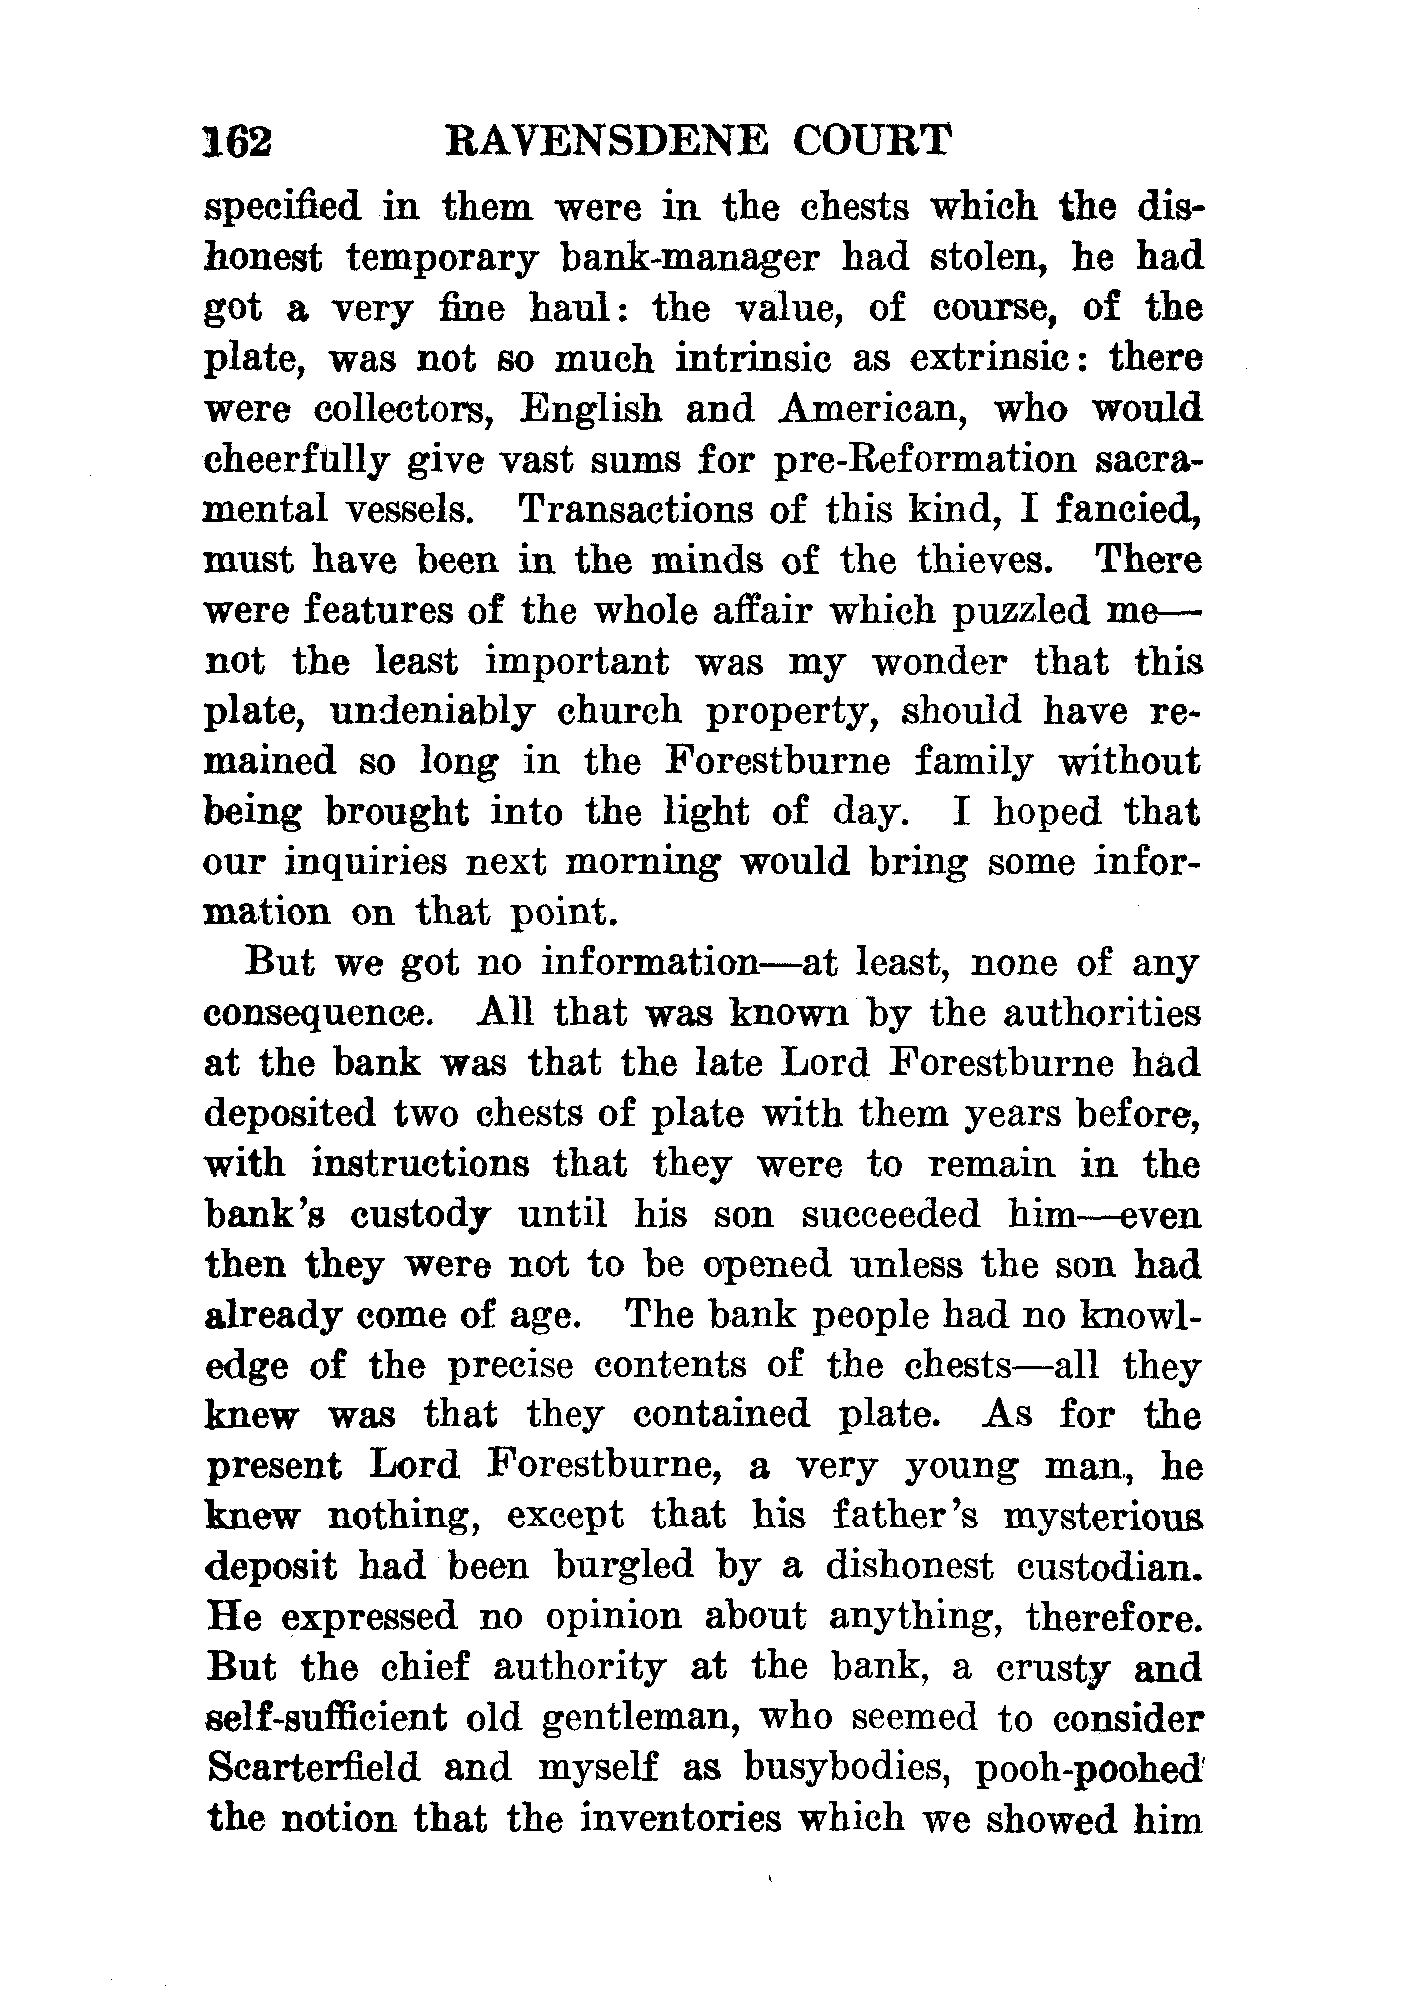 162 RAVENSDENE COURT
specified in them were in the chests which the dis-
honest temporary bank-manager had stolen, he had
got a very fine haul: the value, of course, of the
plate, was not so much intrinsic as extrinsic: there
were collectors, English and American, who would
cheerfully give vast sums for pre-Reformation sacra-
mental vessels. Transactions of this kind, I fancied,
must have been in the minds of the thieves. There
were features of the whole affair which puzzled me—
not the least important was my wonder that this
plate, undeniably church property, should have re-
mained so long in the Forestburne family without
being brought into the light of day. I hoped that
our inquiries next morning would bring some infor-
mation on that point.
But we got no information—at least, none of any
consequence. All that was known by the authorities
at the bank was that the late Lord Forestburne had
deposited two chests of plate with them years before,
with instructions that they were to remain in the
bank's custody until his son succeeded him—even
then they were not to be opened unless the son had
already come of age. The bank people had no knowl-
edge of the precise contents of the chests—all they
knew was that they contained plate. As for the
present Lord Forestburne, a very young man, he
knew nothing, except that his father's mysterious
deposit had been burgled by a dishonest custodian.
He expressed no opinion about anything, therefore.
But the chief authority at the bank, a crusty and
self-sufficient old gentleman, who seemed to consider
Scarterfield and myself as busybodies, pooh-poohed
the notion that the inventories which we showed him